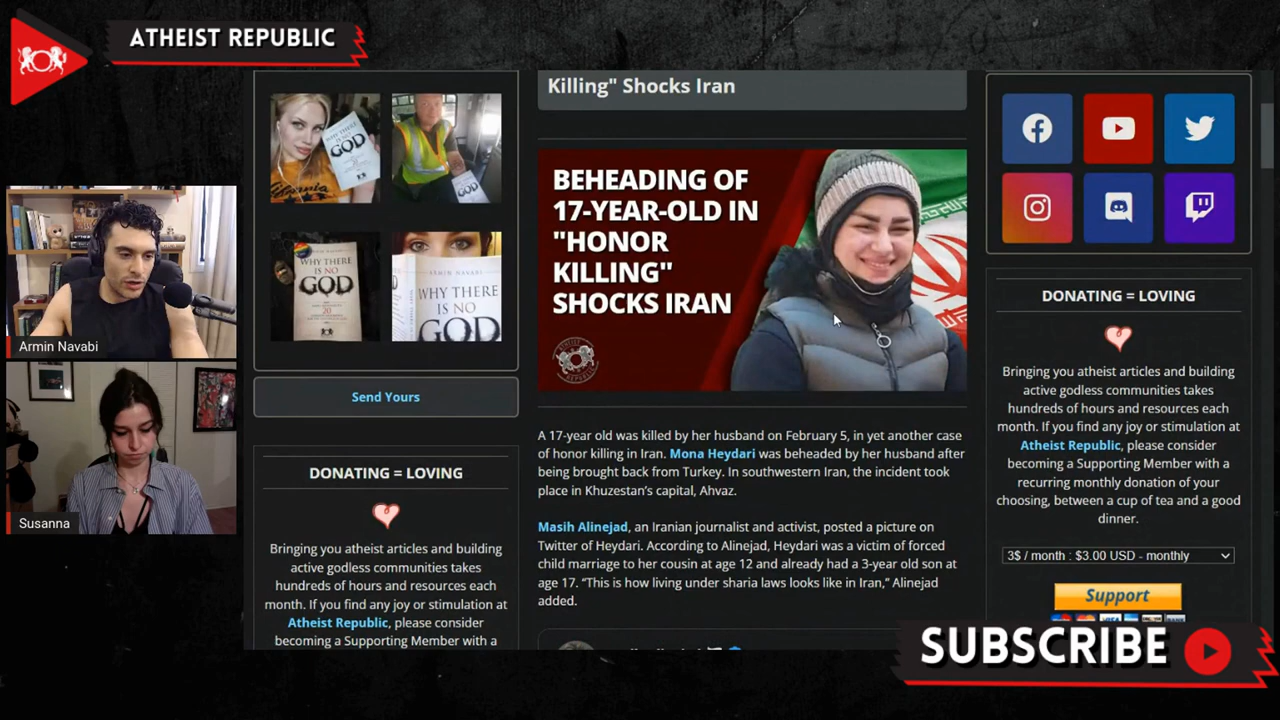 ATHEIST REPUBLIC
Armin Navabi
Susanna
WHY THERE
IS NO
GOD
WHY THERE
IS NO
GOD
ARMIN NAVABI
WHY THERE
IS NO
GOD
Send Yours
DONATING = LOVING
Bringing you atheist articles and building
active godless communities takes
hundreds of hours and resources each
month. If you find any joy or stimulation at
Atheist Republic, please consider
becoming a Supporting Member with a
Killing" Shocks Iran
BEHEADING OF
17-YEAR-OLD IN
"HONOR
KILLING"
SHOCKS IRAN
A 17-year old was killed by her husband on February 5, in yet another case
of honor killing in Iran. Mona Heydari was beheaded by her husband after
being brought back from Turkey. In southwestern Iran, the incident took
place in Khuzestan’s capital, Ahvaz.
Masih Alinejad, an Iranian journalist and activist, posted a picture on
Twitter of Heydari. According to Alinejad, Heydari was a victim of forced
child marriage to her cousin at age 12 and already had a 3-year old son at
age 17. “This is how living under sharia laws looks like in Iran,” Alinejad
added.
DONATING = LOVING
Bringing you atheist articles and building
active godless communities takes
hundreds of hours and resources each
month. If you find any joy or stimulation at
Atheist Republic, please consider
becoming a Supporting Member with a
recurring monthly donation of your
choosing, between a cup of tea and a good
dinner.
3$ / month : $3.00 USD - monthly
Support
SUBSCRIBE